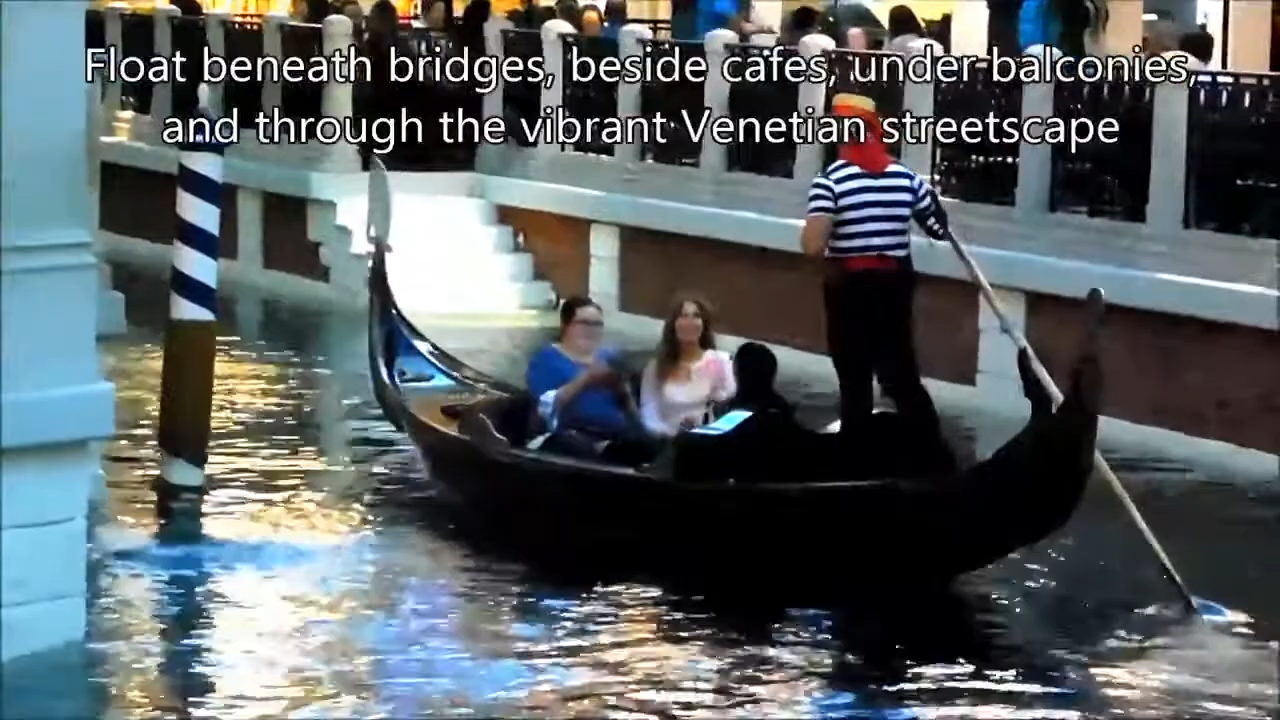 Float beneath bridges, beside cafes, under balconies,
and through the vibrant Venetian streetscape